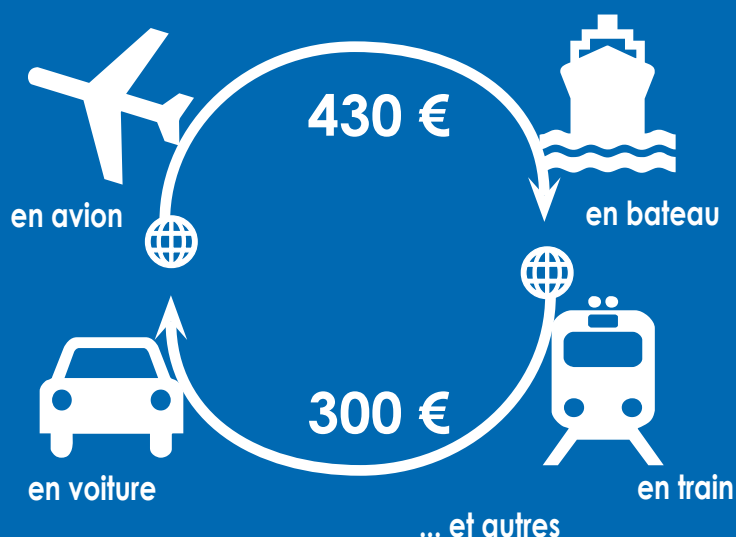 430 €
en avion
en bateau
300 €
en voiture
en train
... et autres